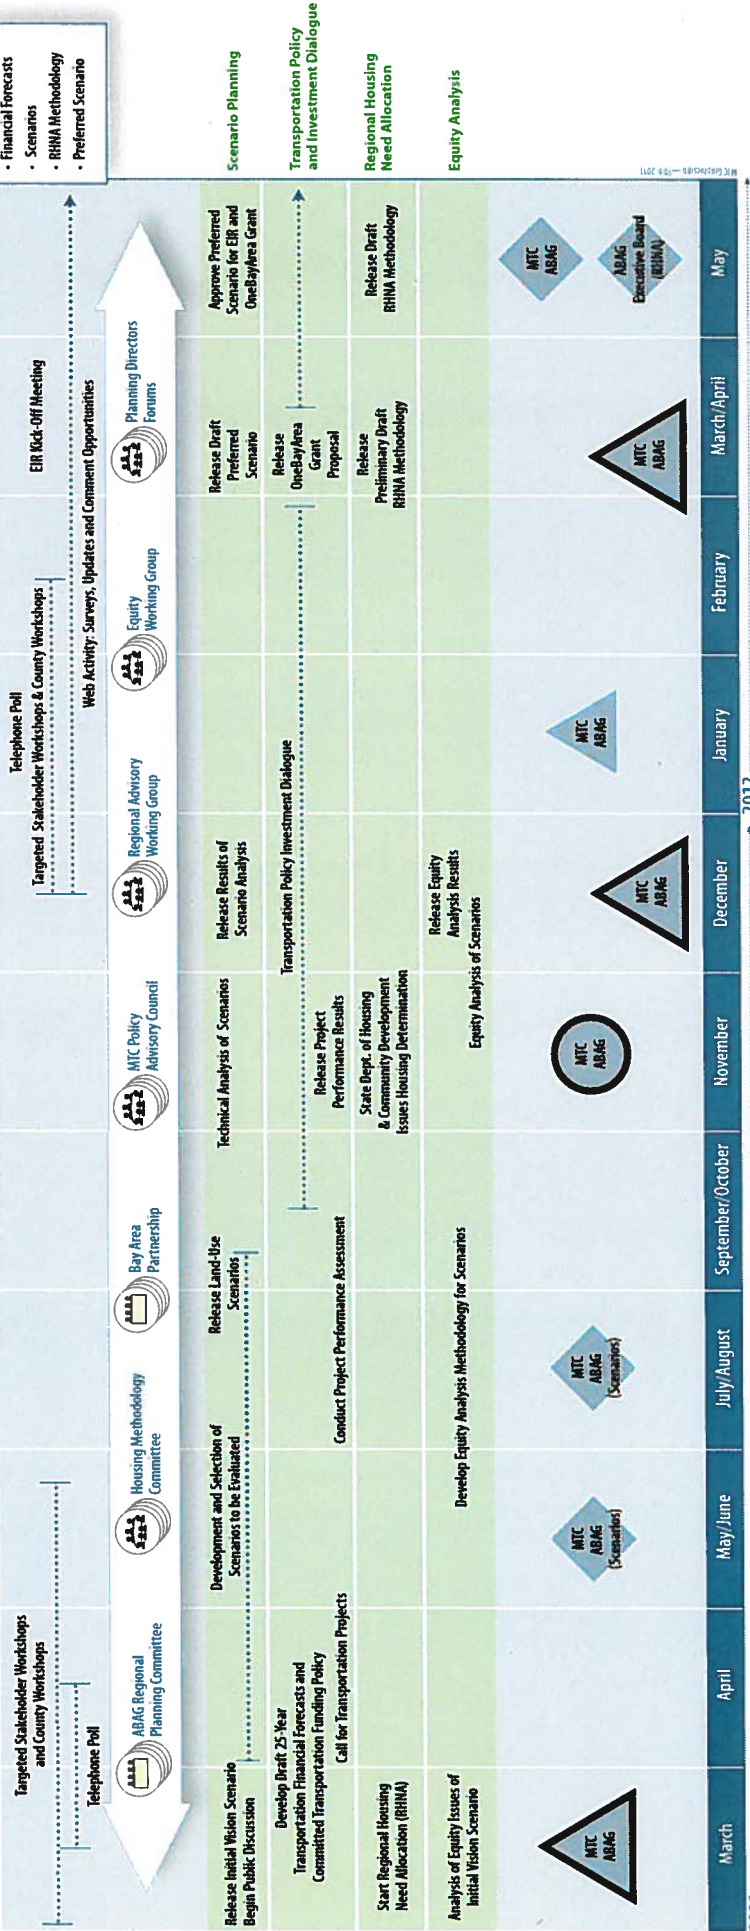 Targeted Stakeholder Workshops
and County Workshops
Telephone Poll
Telephone Poll
Targeted Stakeholder Workshops & County Workshops
EIR Kick-Off Meeting
Web Activity: Surveys, Updates and Comment Opportunities
• Financial Forecasts
• Scenarios
• RHNA Methodology
• Preferred Scenario
ABAG Regional
Planning Committee
Housing Methodology
Committee
Bay Area
Partnership
MTC Policy
Advisory Council
Regional Advisory
Working Group
Equity
Working Group
Planning Directors
Forums
Release Initial Vision Scenario
Begin Public Discussion
Development and Selection of
Scenarios to be Evaluated
Release Land-Use
Scenarios
Technical Analysis of Scenarios
Release Results of
Scenario Analysis
Release Draft
Preferred
Scenario
Approve Preferred
Scenario for EIR and
OneBayArea Grant
Scenario Planning
Develop Draft 25-Year
Transportation Financial Forecasts and
Committed Transportation Funding Policy
Call for Transportation Projects
Conduct Project Performance Assessment
Transportation Policy Investment Dialogue
Release Project
Performance Results
Release
OneBayArea
Grant
Proposal
Transportation Policy
and Investment Dialogue
Start Regional Housing
Need Allocation (RHNA)
State Dept. of Housing
& Community Development
Issues Housing Determination
Release
Preliminary Draft
RHNA Methodology
Release Draft
RHNA Methodology
Regional Housing
Need Allocation
Analysis of Equity Issues of
Initial Vision Scenario
Develop Equity Analysis Methodology for Scenarios
Release Equity
Analysis Results
Equity Analysis of Scenarios
Equity Analysis
MTC
ABAG
MTC
ABAG
(Scenarios)
MTC
ABAG
(Scenarios)
MTC
ABAG
MTC
ABAG
MTC
ABAG
MTC
ABAG
MTC
ABAG
ABAG
Executive Board
(RHNA)
March
April
May/June
July/August
September/October
November
December
January
February
March/April
May
2012